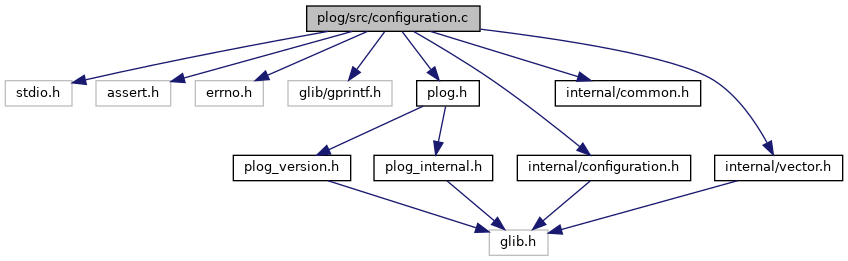 plog/src/configuration.c
stdio.h
assert.h
errno.h
glib/gprintf.h
plog.h
internal/common.h
plog_version.h
plog_internal.h
internal/configuration.h
internal/vector.h
glib.h